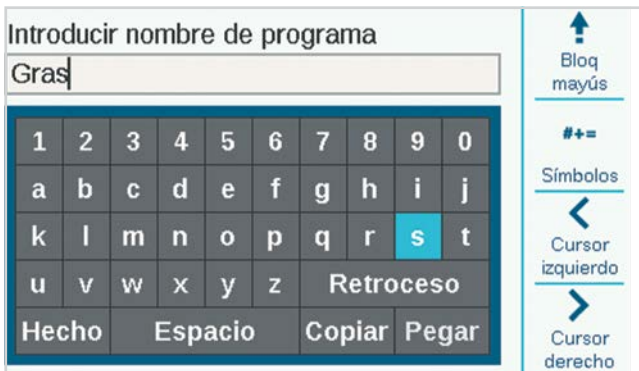 Introducir nombre de programa
Gras
1 2 3 4 5 6 7 8 9 0
a b c d e f g h i j
k l m n o p q r s t
u v w x y z Retroceso
Hecho Espacio Copiar Pegar
Bloq
mayús
#+=
Símbolos
Cursor
izquierdo
Cursor
derecho